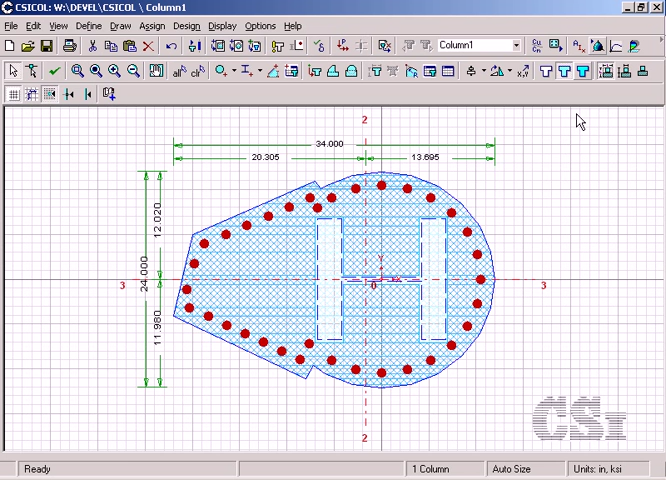 CSICOL: W:\DEVEL\CSICOL \ Column1
File Edit View Define Draw Assign Design Display Options Help
Column1
2
34.000
20.305 13.695
12.020
24.000
11.980
3 Y 0 3
2
CSi
Ready 1 Column Auto Size Units: in, ksi